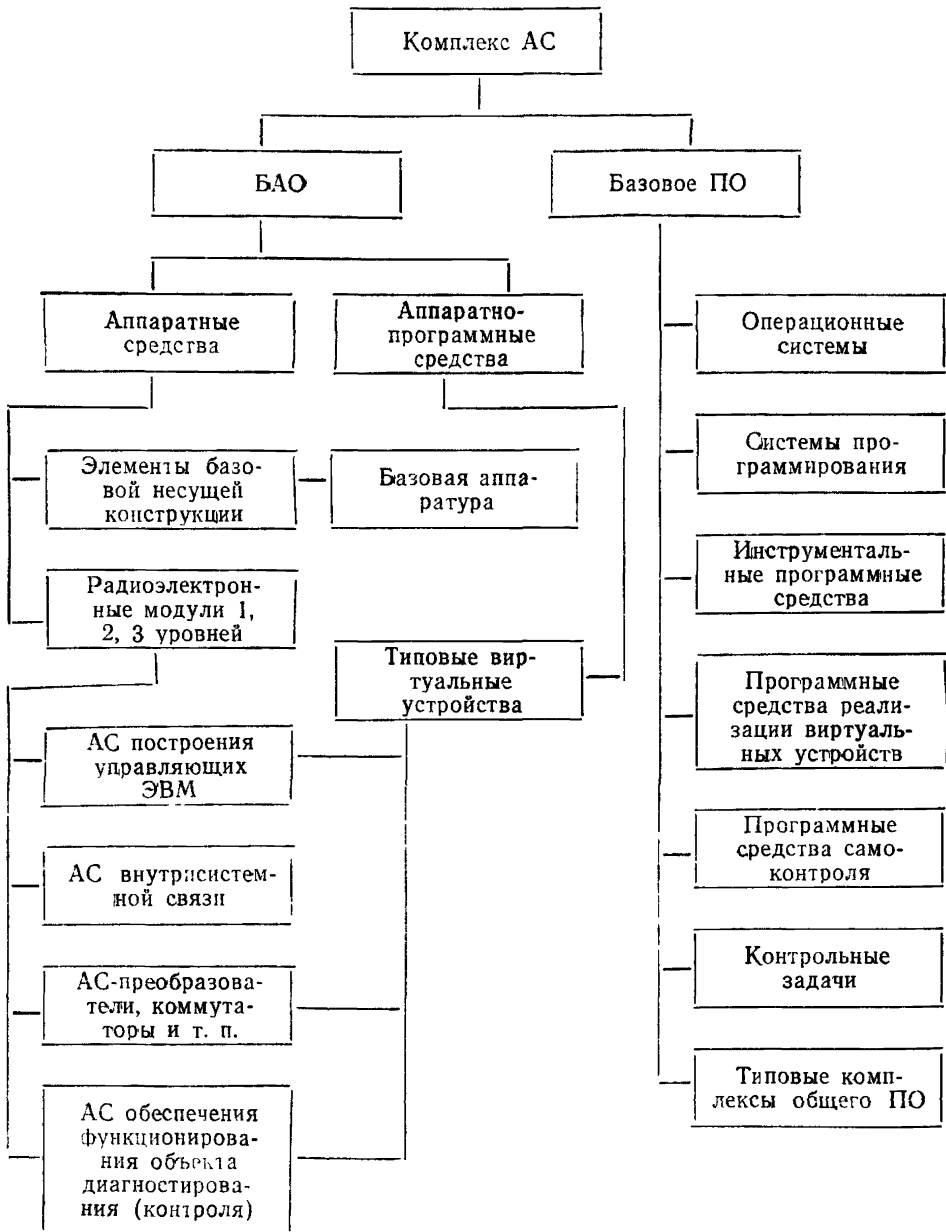 Комплекс АС
БАО
Базовое ПО
Аппаратные
средства
Аппаратно-
программные
средства
Операционные
системы
Системы про-
граммирования
Элементы базо-
вой несущей
конструкции
Базовая аппа-
ратура
Инструменталь-
ные программные
средства
Радиоэлектрон-
ные модули 1,
2, 3 уровней
Типовые вир-
туальные
устройства
Программные
средства реали-
зации виртуаль-
ных устройств
АС построения
управляющих
ЭВМ
Программные
средства само-
контроля
АС внутрисистем-
ной связи
Контрольные
задачи
АС-преобразова-
тели, коммута-
торы и т. п.
Типовые комп-
лексы общего ПО
АС обеспечения
функционирова-
ния объекта
диагностирова-
ния (контроля)